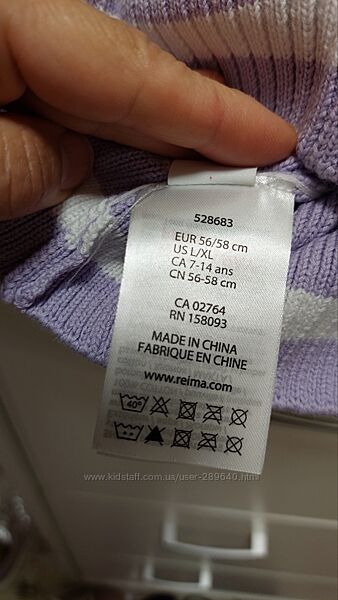 528683
EUR 56/58 cm
US L/XL
CA 7-14 ans
CN 56-58 cm
CA 02764
RN 158093
MADE IN CHINA
FABRIQUE EN CHINE
www.reima.com
40°
www.kidstaff.com.ua/user-289640.html